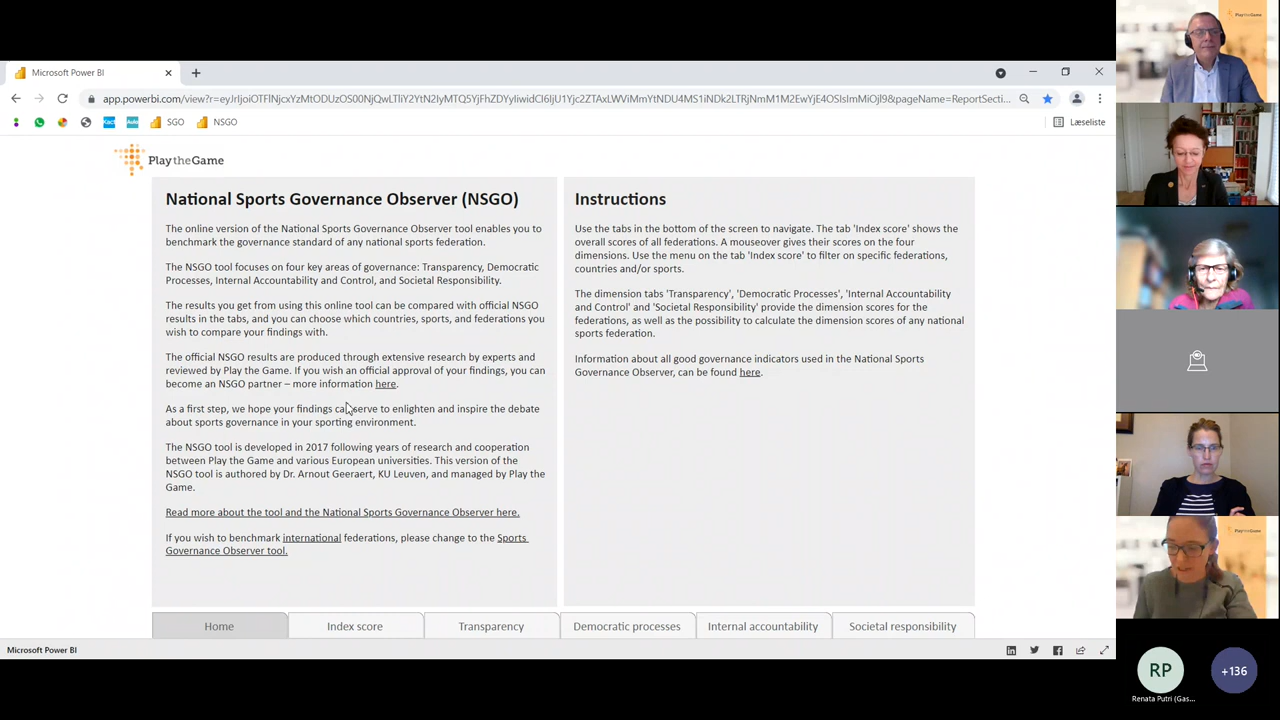 Microsoft Power BI
SGO
NSGO
Læseliste
Play the Game
National Sports Governance Observer (NSGO)
The online version of the National Sports Governance Observer tool enables you to
benchmark the governance standard of any national sports federation.
The NSGO tool focuses on four key areas of governance: Transparency, Democratic
Processes, Internal Accountability and Control, and Societal Responsibility.
The results you get from using this online tool can be compared with official NSGO
results in the tabs, and you can choose which countries, sports, and federations you
wish to compare your findings with.
The official NSGO results are produced through extensive research by experts and
reviewed by Play the Game. If you wish an official approval of your findings, you can
become an NSGO partner – more information here.
As a first step, we hope your findings can serve to enlighten and inspire the debate
about sports governance in your sporting environment.
The NSGO tool is developed in 2017 following years of research and cooperation
between Play the Game and various European universities. This version of the
NSGO tool is authored by Dr. Arnout Geeraert, KU Leuven, and managed by Play the
Game.
Read more about the tool and the National Sports Governance Observer here.
If you wish to benchmark international federations, please change to the Sports
Governance Observer tool.
Instructions
Use the tabs in the bottom of the screen to navigate. The tab 'Index score' shows the
overall scores of all federations. A mouseover gives their scores on the four
dimensions. Use the menu on the tab 'Index score' to filter on specific federations,
countries and/or sports.
The dimension tabs 'Transparency', 'Democratic Processes', 'Internal Accountability
and Control' and 'Societal Responsibility' provide the dimension scores for the
federations, as well as the possibility to calculate the dimension scores of any national
sports federation.
Information about all good governance indicators used in the National Sports
Governance Observer, can be found here.
Home
Index score
Transparency
Democratic processes
Internal accountability
Societal responsibility
Microsoft Power BI
Play the Game
Play the Game
RP
Renata Putri (Gas...
+136